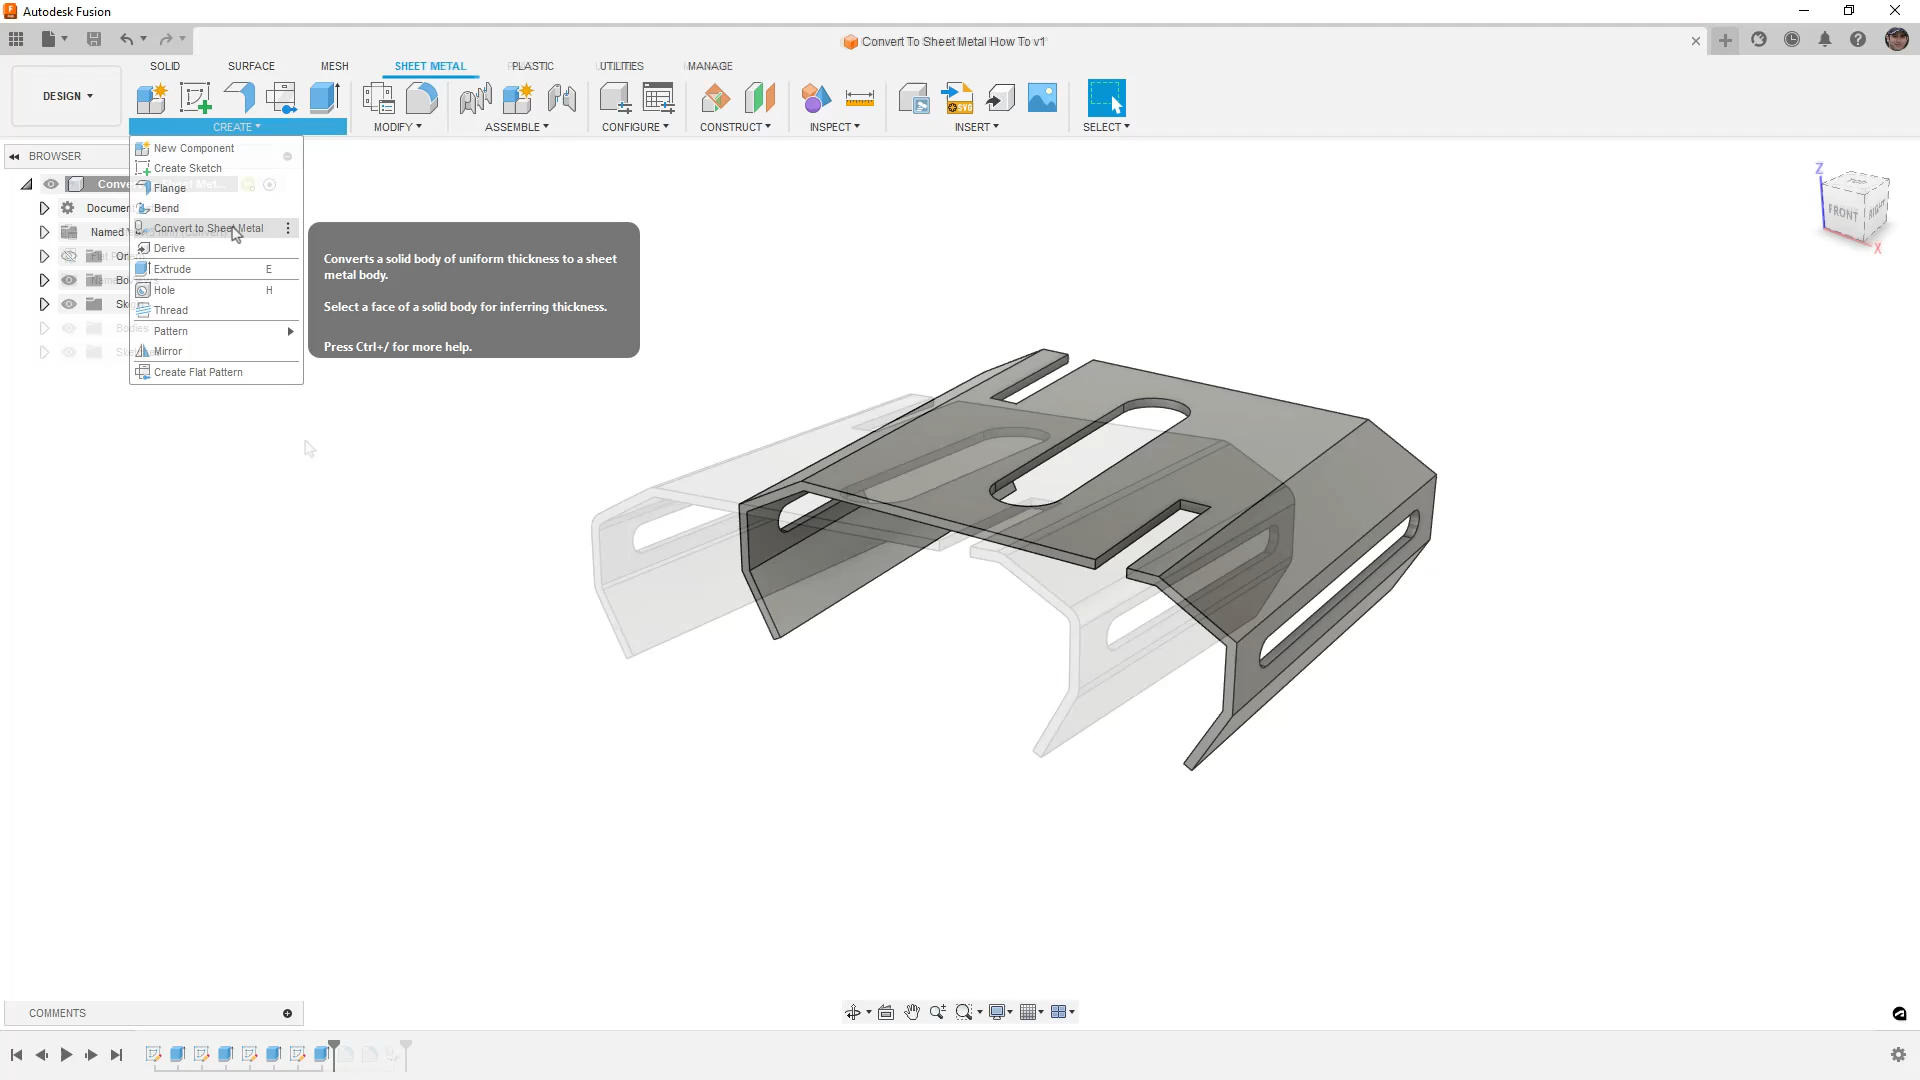 Autodesk Fusion
Convert To Sheet Metal How To v1*
SOLID
SURFACE
MESH
SHEET METAL
PLASTIC
UTILITIES
MANAGE
DESIGN
CREATE
MODIFY
ASSEMBLE
CONFIGURE
CONSTRUCT
INSPECT
INSERT
SVG
SELECT
BROWSER
New Component
Create Sketch
Flange
Bend
Convert to Sheet Metal
Derive
Extrude E
Hole H
Thread
Pattern
Mirror
Create Flat Pattern
Converts a solid body of uniform thickness to a sheet
metal body.
Select a face of a solid body for inferring thickness.
Press Ctrl+/ for more help.
Z
TOP
FRONT
RIGHT
X
COMMENTS